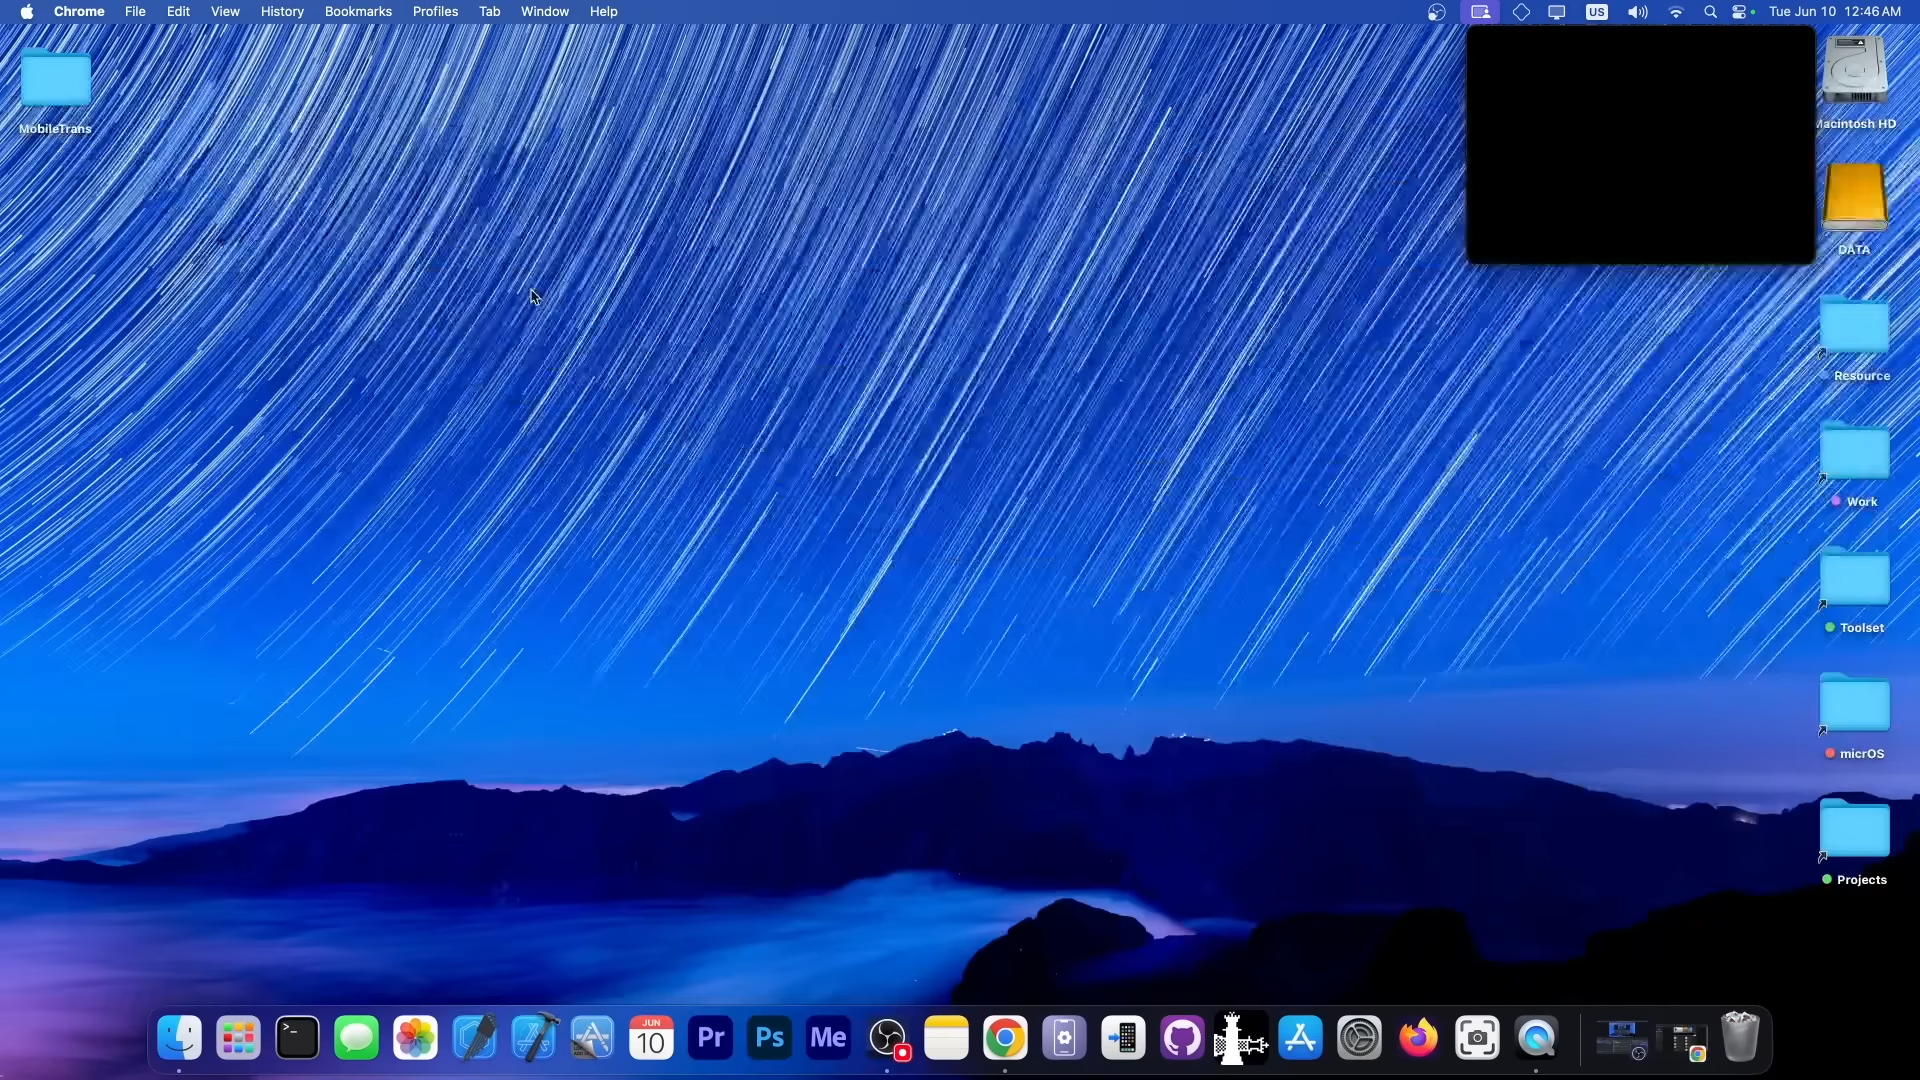 Chrome File Edit View History Bookmarks Profiles Tab Window Help US Tue Jun 10 12:46 AM
MobileTrans
Macintosh HD
DATA
Resource
Work
Toolset
micrOS
Projects
>_
JUN
10
Pr
Ps
Me